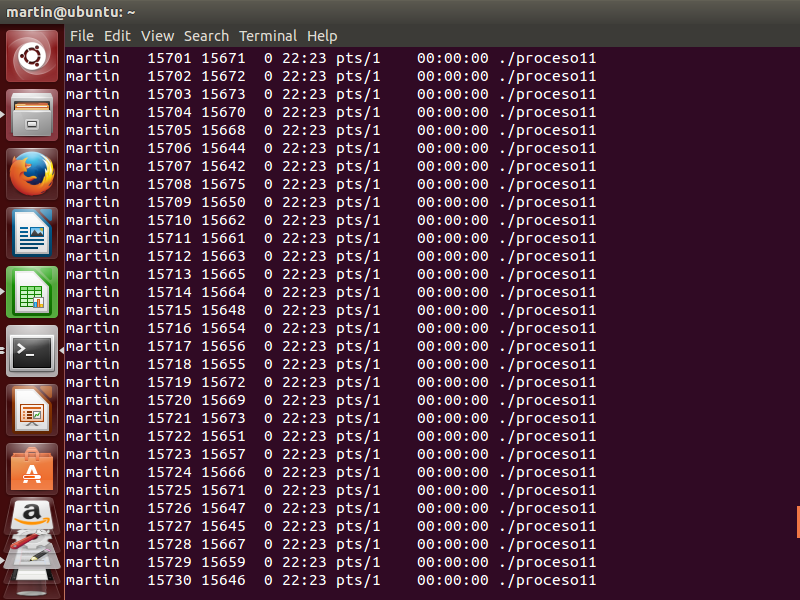 martin@ubuntu: ~
File Edit View Search Terminal Help
martin   15701 15671  0 22:23 pts/1    00:00:00 ./proceso11
martin   15702 15672  0 22:23 pts/1    00:00:00 ./proceso11
martin   15703 15673  0 22:23 pts/1    00:00:00 ./proceso11
martin   15704 15670  0 22:23 pts/1    00:00:00 ./proceso11
martin   15705 15668  0 22:23 pts/1    00:00:00 ./proceso11
martin   15706 15644  0 22:23 pts/1    00:00:00 ./proceso11
martin   15707 15642  0 22:23 pts/1    00:00:00 ./proceso11
martin   15708 15675  0 22:23 pts/1    00:00:00 ./proceso11
martin   15709 15650  0 22:23 pts/1    00:00:00 ./proceso11
martin   15710 15662  0 22:23 pts/1    00:00:00 ./proceso11
martin   15711 15661  0 22:23 pts/1    00:00:00 ./proceso11
martin   15712 15663  0 22:23 pts/1    00:00:00 ./proceso11
martin   15713 15665  0 22:23 pts/1    00:00:00 ./proceso11
martin   15714 15664  0 22:23 pts/1    00:00:00 ./proceso11
martin   15715 15648  0 22:23 pts/1    00:00:00 ./proceso11
martin   15716 15654  0 22:23 pts/1    00:00:00 ./proceso11
martin   15717 15656  0 22:23 pts/1    00:00:00 ./proceso11
martin   15718 15655  0 22:23 pts/1    00:00:00 ./proceso11
martin   15719 15672  0 22:23 pts/1    00:00:00 ./proceso11
martin   15720 15669  0 22:23 pts/1    00:00:00 ./proceso11
martin   15721 15673  0 22:23 pts/1    00:00:00 ./proceso11
martin   15722 15651  0 22:23 pts/1    00:00:00 ./proceso11
martin   15723 15657  0 22:23 pts/1    00:00:00 ./proceso11
martin   15724 15666  0 22:23 pts/1    00:00:00 ./proceso11
martin   15725 15671  0 22:23 pts/1    00:00:00 ./proceso11
martin   15726 15647  0 22:23 pts/1    00:00:00 ./proceso11
martin   15727 15645  0 22:23 pts/1    00:00:00 ./proceso11
martin   15728 15667  0 22:23 pts/1    00:00:00 ./proceso11
martin   15729 15659  0 22:23 pts/1    00:00:00 ./proceso11
martin   15730 15646  0 22:23 pts/1    00:00:00 ./proceso11